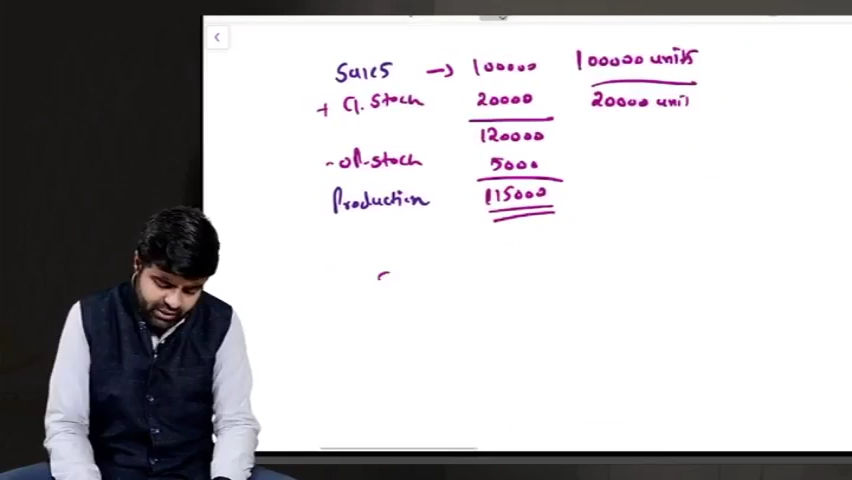 Sales → 100000 100000 units
+ Cl. Stock 20000 20000 unit
120000
- OP. stock 5000
Production 115000